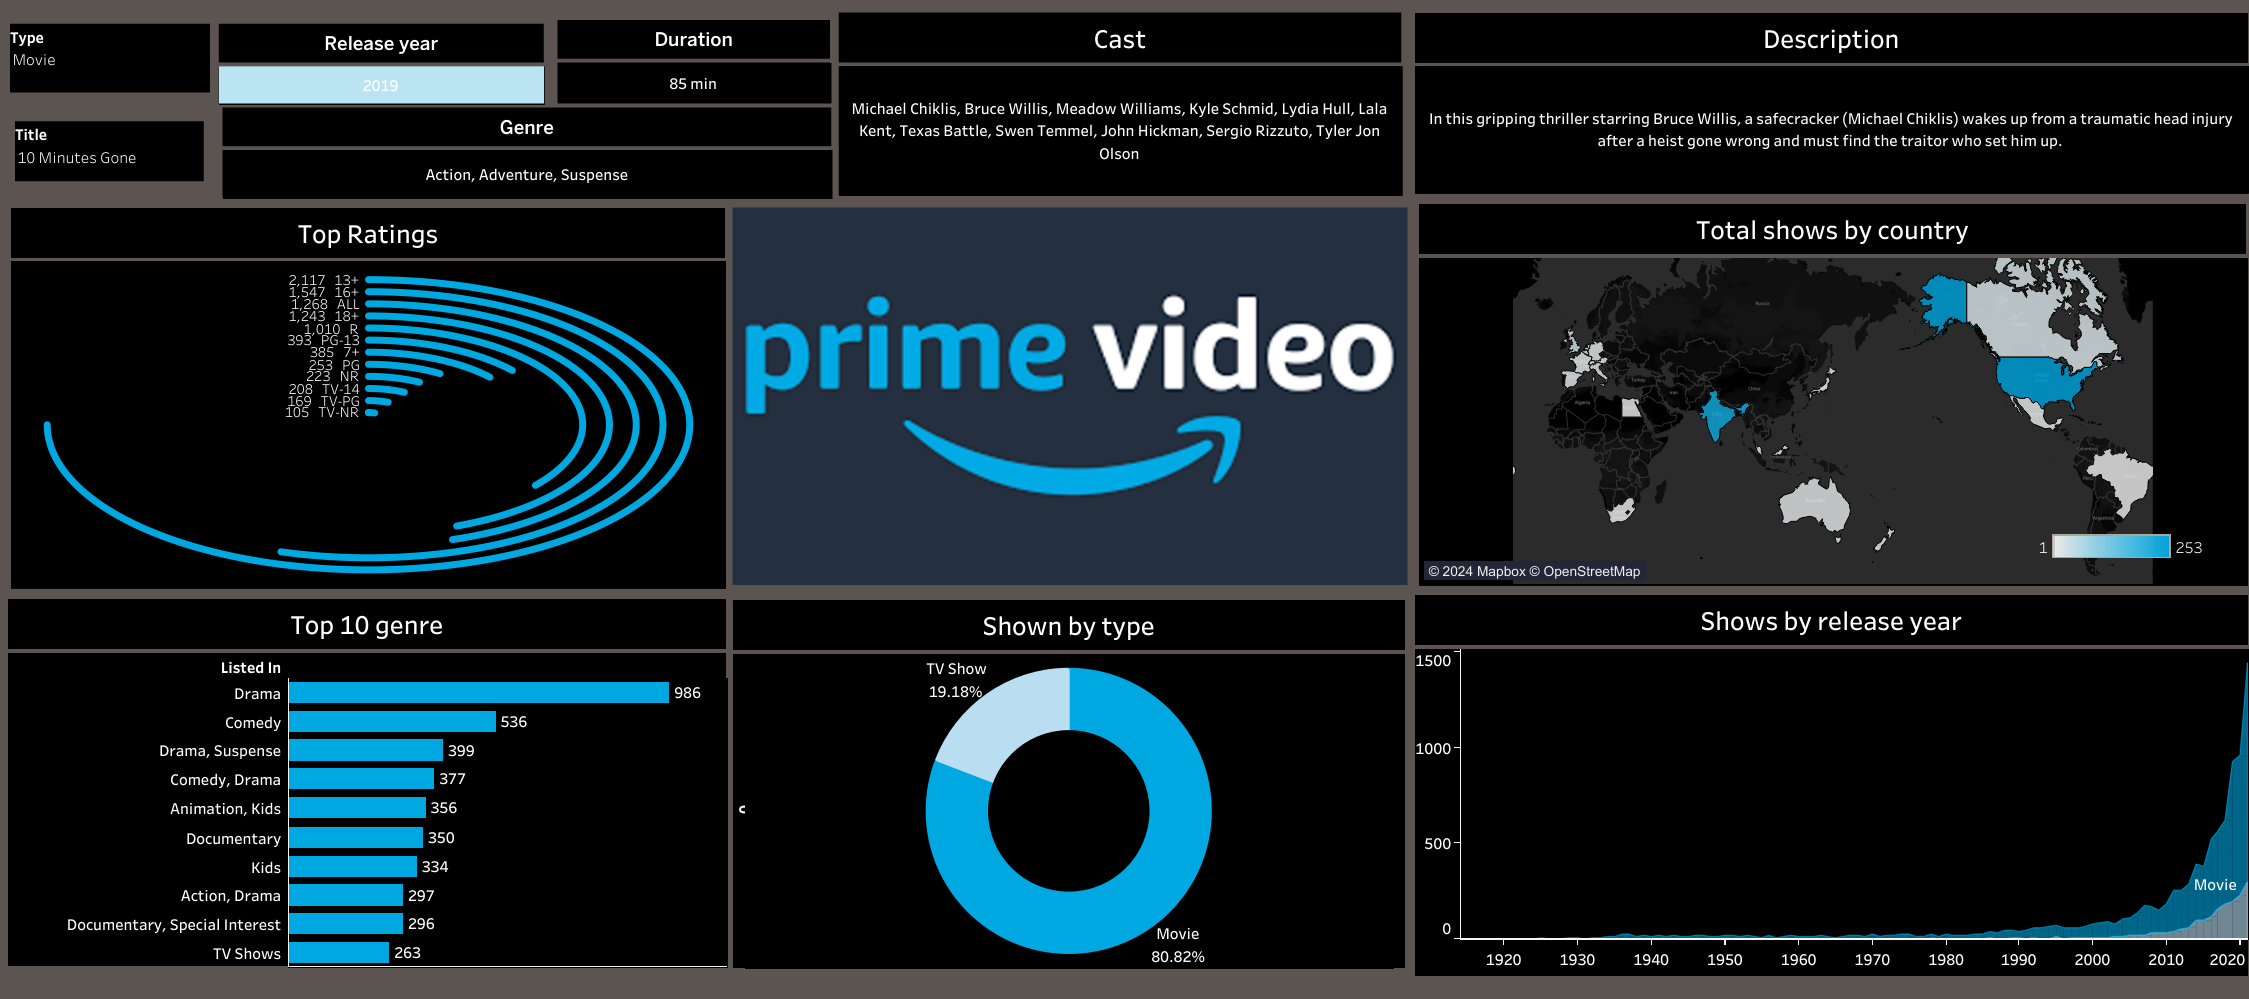 Type
Movie
Title
10 Minutes Gone
Release year
2019
Duration
85 min
Genre
Action, Adventure, Suspense
Cast
Michael Chiklis, Bruce Willis, Meadow Williams, Kyle Schmid, Lydia Hull, Lala
Kent, Texas Battle, Swen Temmel, John Hickman, Sergio Rizzuto, Tyler Jon
Olson
Description
In this gripping thriller starring Bruce Willis, a safecracker (Michael Chiklis) wakes up from a traumatic head injury
after a heist gone wrong and must find the traitor who set him up.
Top Ratings
2,117 13+
1,547 16+
1,268 ALL
1,243 18+
1,010 R
393 PG-13
385 7+
253 PG
223 NR
208 TV-14
169 TV-PG
105 TV-NR
prime video
Total shows by country
Russia
China
Algeria
Iran
Argentina
1
253
© 2024 Mapbox © OpenStreetMap
Top 10 genre
Listed In
Drama 986
Comedy 536
Drama, Suspense 399
Comedy, Drama 377
Animation, Kids 356
Documentary 350
Kids 334
Action, Drama 297
Documentary, Special Interest 296
TV Shows 263
Shown by type
TV Show
19.18%
Movie
80.82%
Shows by release year
1500
1000
500
0
Movie
1920 1930 1940 1950 1960 1970 1980 1990 2000 2010 2020